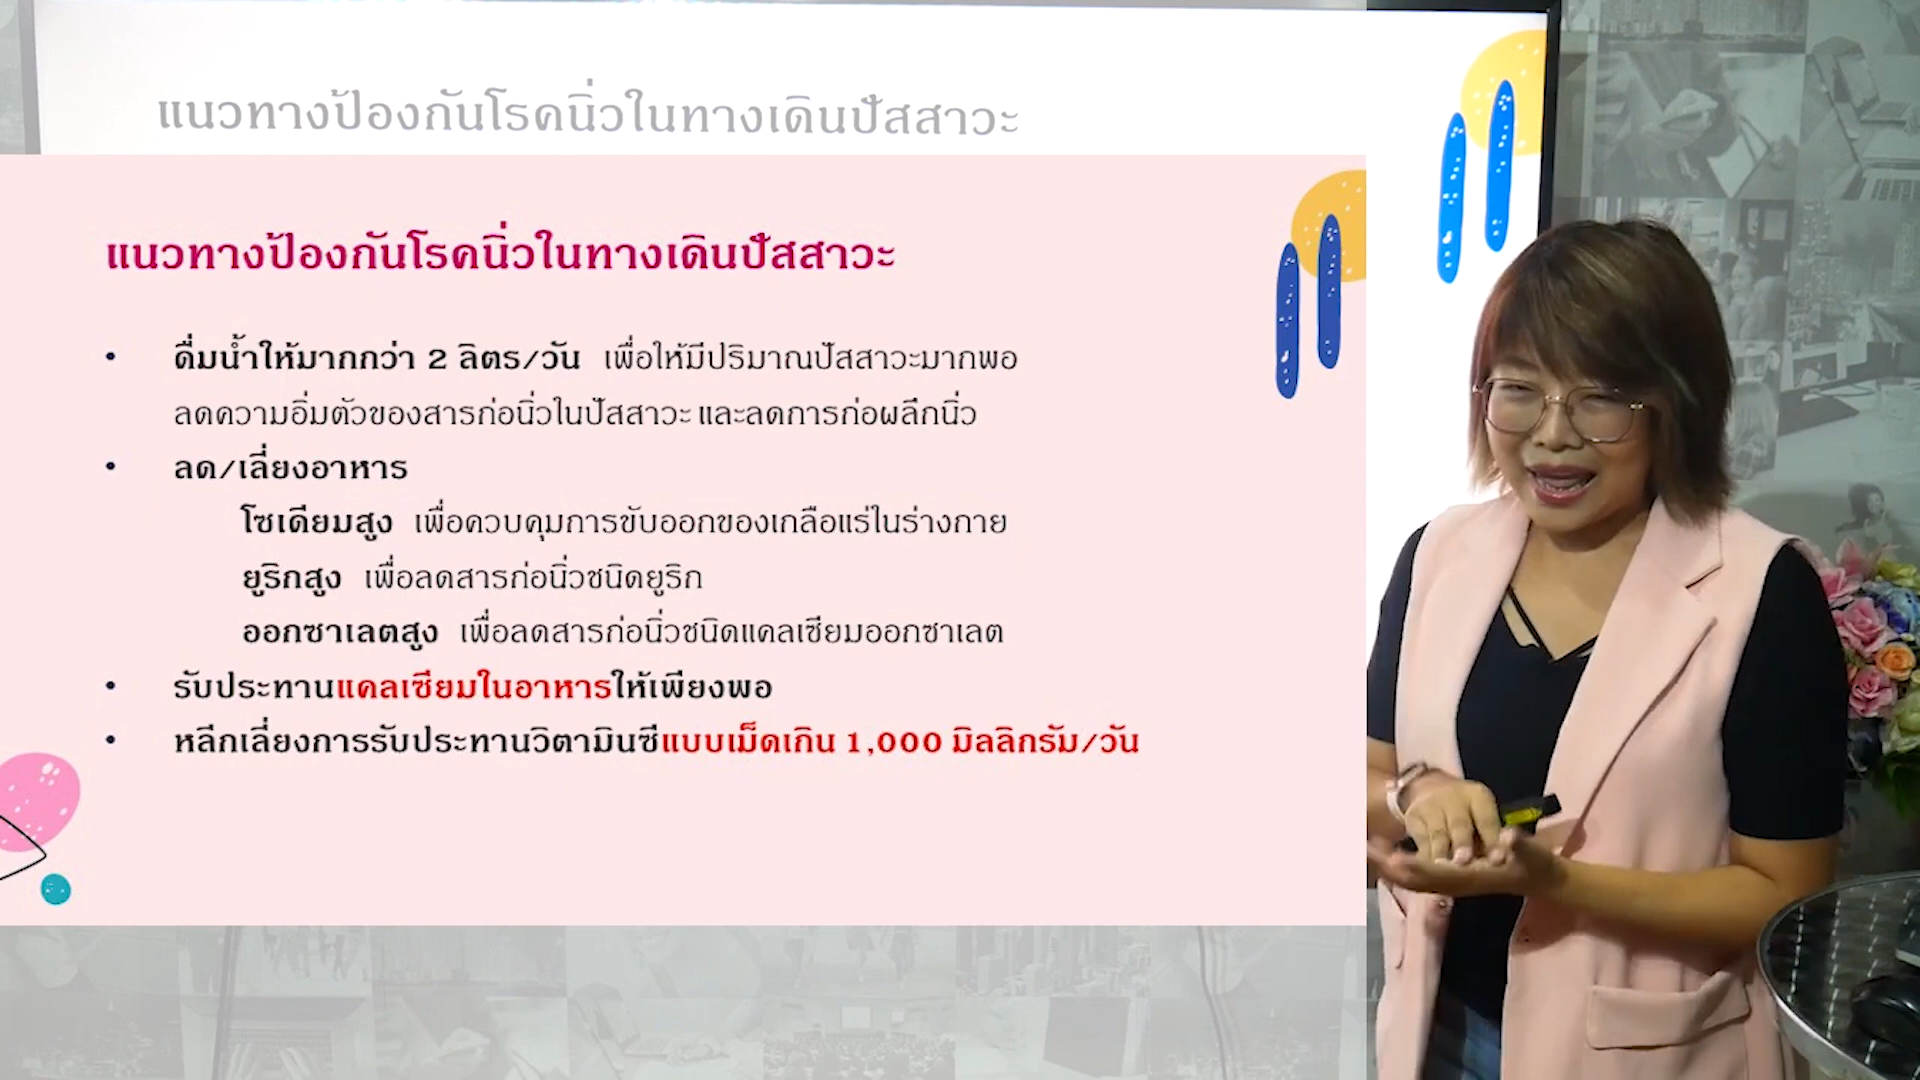 แนวทางป้องกันโรคนิ่วในทางเดินปัสสาวะ
แนวทางป้องกันโรคนิ่วในทางเดินปัสสาวะ
• ดื่มน้ำให้มากกว่า 2 ลิตร/วัน เพื่อให้มีปริมาณปัสสาวะมากพอ
ลดความอิ่มตัวของสารก่อนิ่วในปัสสาวะ และลดการก่อผลึกนิ่ว
• ลด/เลี่ยงอาหาร
โซเดียมสูง เพื่อควบคุมการขับออกของเกลือแร่ในร่างกาย
ยูริกสูง เพื่อลดสารก่อนิ่วชนิดยูริก
ออกซาเลตสูง เพื่อลดสารก่อนิ่วชนิดแคลเซียมออกซาเลต
• รับประทานแคลเซียมในอาหารให้เพียงพอ
• หลีกเลี่ยงการรับประทานวิตามินซีแบบเม็ดเกิน 1,000 มิลลิกรัม/วัน